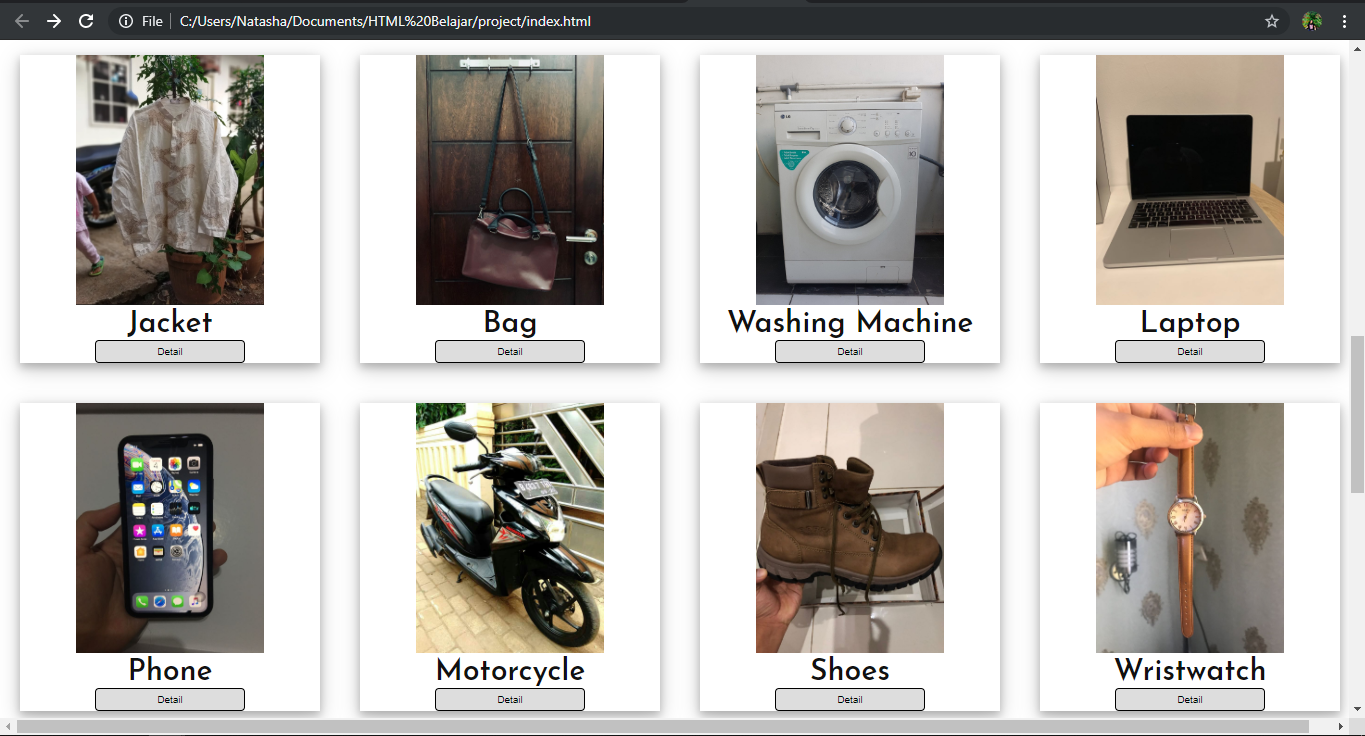 File
C:/Users/Natasha/Documents/HTML%20Belajar/project/index.html
LG
Jacket
Bag
Washing Machine
Laptop
Detail
Detail
Detail
Detail
Phone
Motorcycle
Shoes
Wristwatch
Detail
Detail
Detail
Detail